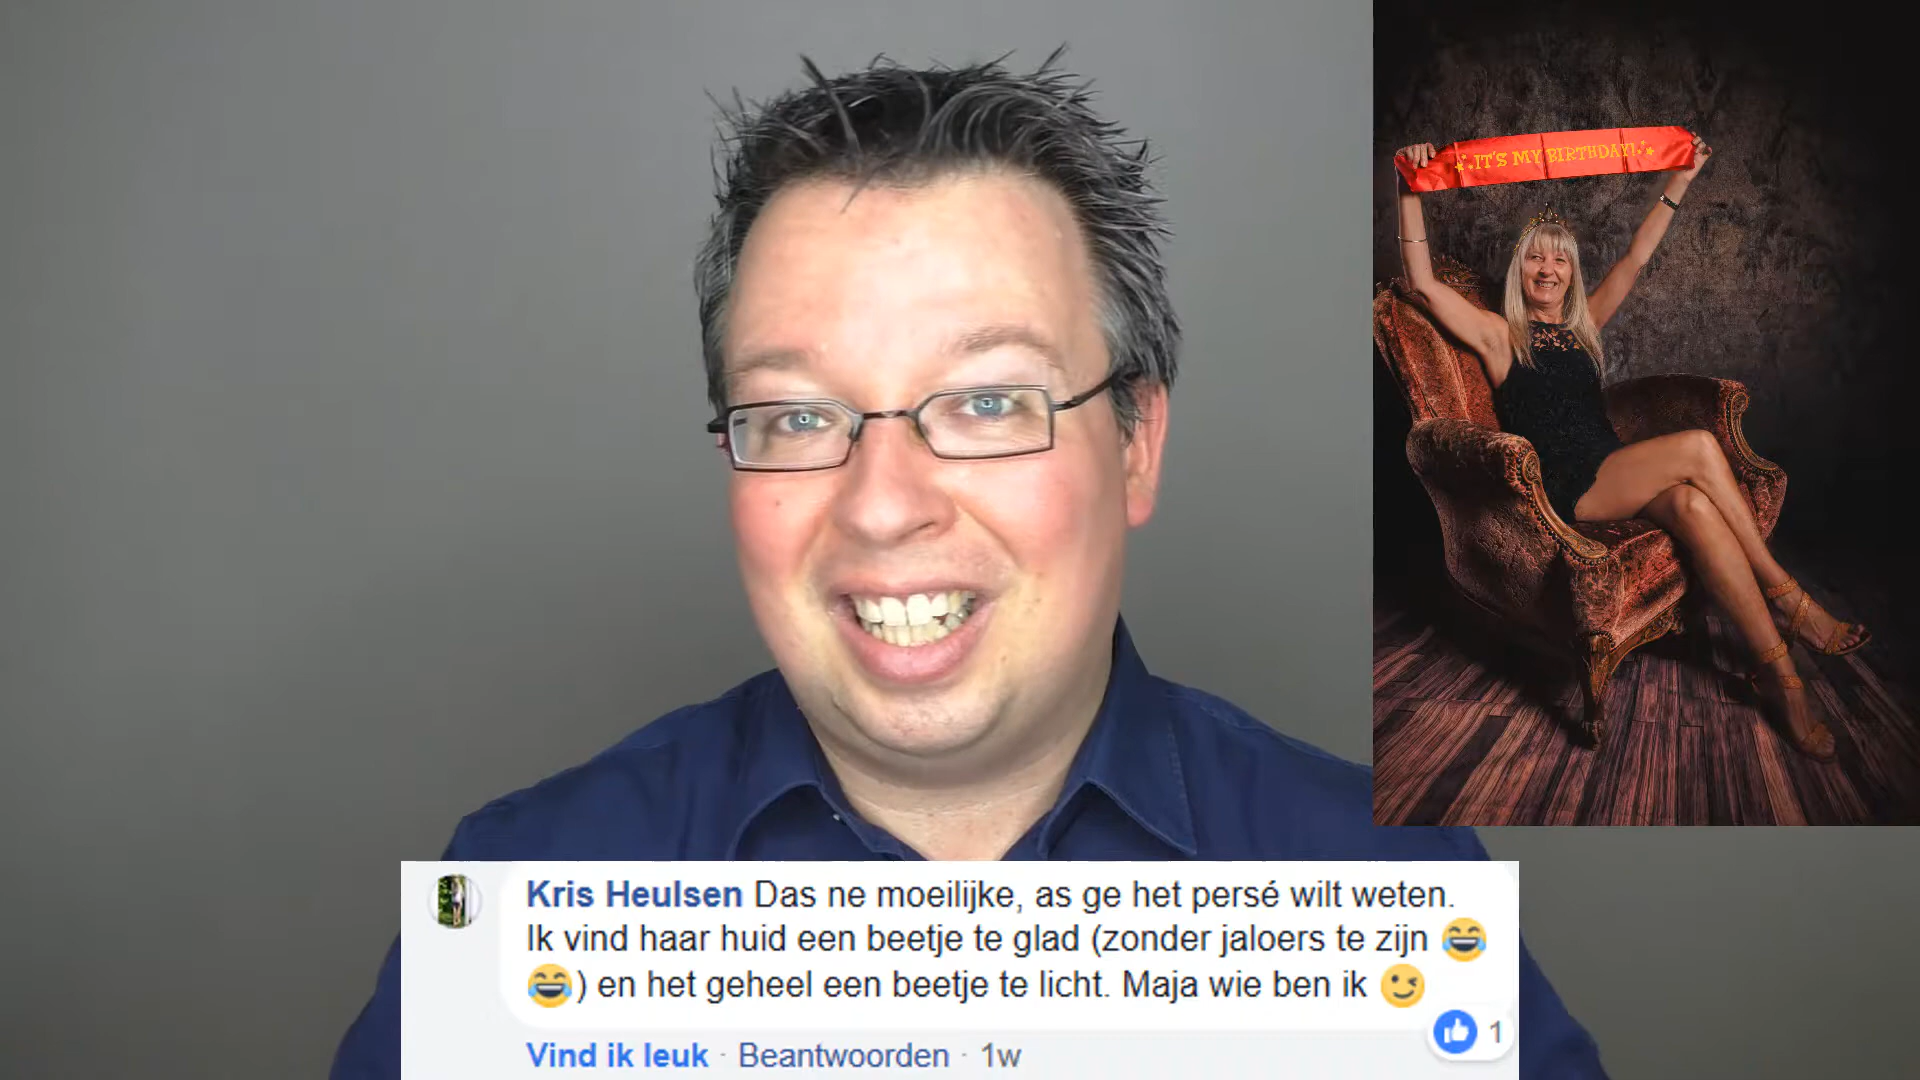 IT'S MY BIRTHDAY!
Kris Heulsen Das ne moeilijke, as ge het persé wilt weten.
Ik vind haar huid een beetje te glad (zonder jaloers te zijn 😂
😂) en het geheel een beetje te licht. Maja wie ben ik 😉
1
Vind ik leuk · Beantwoorden · 1w